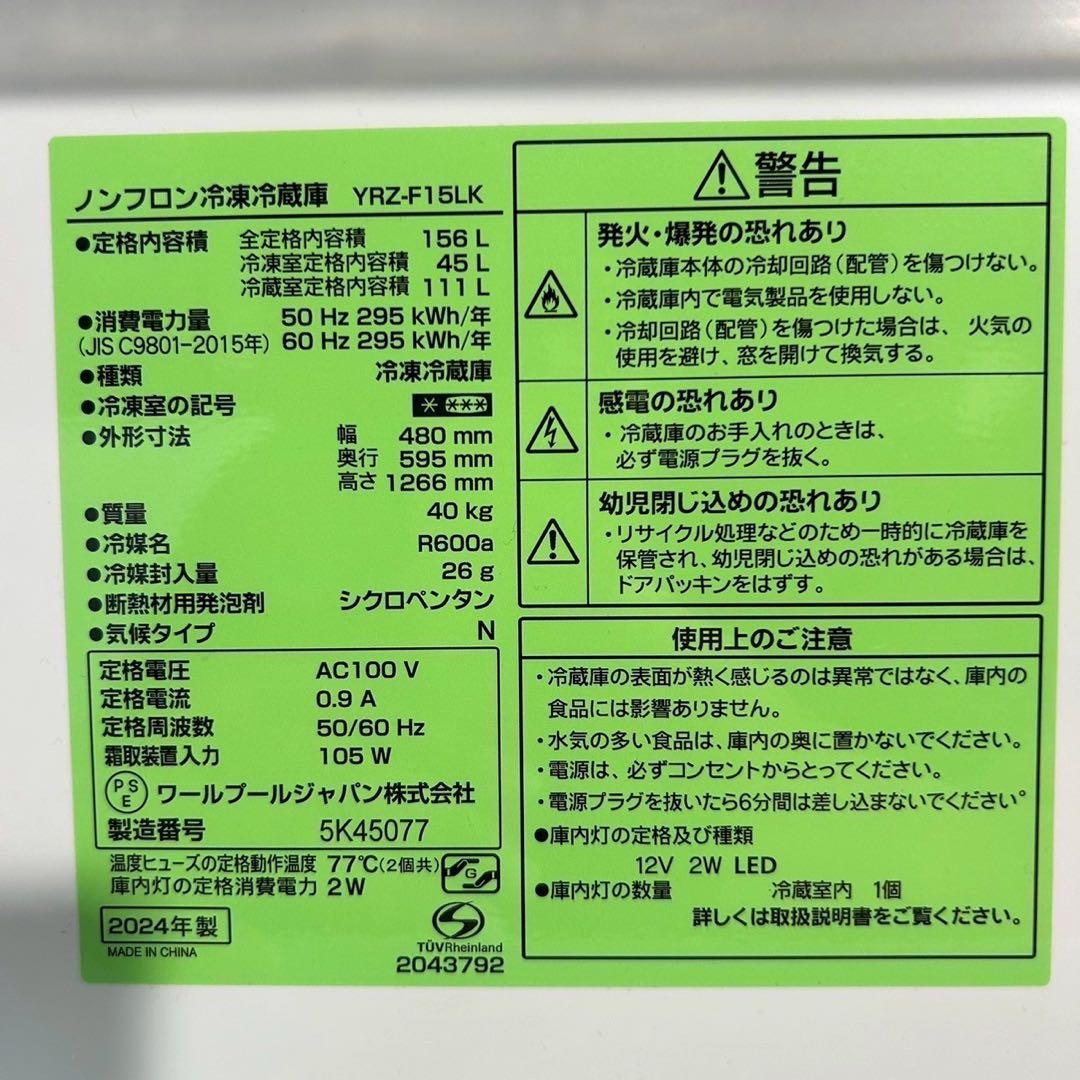 ノンフロン冷凍冷蔵庫 YRZ-F15LK
●定格内容積 全定格内容積 156 L
冷凍室定格内容積 45 L
冷蔵室定格内容積 111 L
●消費電力量 50 Hz 295 kWh/年
(JIS C9801-2015年) 60 Hz 295 kWh/年
●種類 冷凍冷蔵庫
●冷凍室の記号
●外形寸法 幅 480 mm
奥行 595 mm
高さ 1266 mm
●質量 40 kg
●冷媒名 R600a
●冷媒封入量 26 g
●断熱材用発泡剤 シクロペンタン
●気候タイプ N
定格電圧 AC100 V
定格電流 0.9 A
定格周波数 50/60 Hz
霜取装置入力 105 W
PSE ワールプールジャパン株式会社
製造番号 5K45077
温度ヒューズの定格動作温度 77℃(2個共)
G
庫内灯の定格消費電力 2W
2024年製
MADE IN CHINA
TÜVRheinland
2043792
⚠警告
発火・爆発の恐れあり
・冷蔵庫本体の冷却回路(配管)を傷つけない。
・冷蔵庫内で電気製品を使用しない。
・冷却回路(配管)を傷つけた場合は、火気の
使用を避け、窓を開けて換気する。
感電の恐れあり
・冷蔵庫のお手入れのときは、
必ず電源プラグを抜く。
幼児閉じ込めの恐れあり
・リサイクル処理などのため一時的に冷蔵庫を
保管され、幼児閉じ込めの恐れがある場合は、
ドアパッキンをはずす。
使用上のご注意
・冷蔵庫の表面が熱く感じるのは異常ではなく、庫内の
食品には影響ありません。
・水気の多い食品は、庫内の奥に置かないでください。
・電源は、必ずコンセントからとってください。
・電源プラグを抜いたら6分間は差し込まないでください。
●庫内灯の定格及び種類
12V 2W LED
●庫内灯の数量 冷蔵室内 1個
詳しくは取扱説明書をご覧ください。